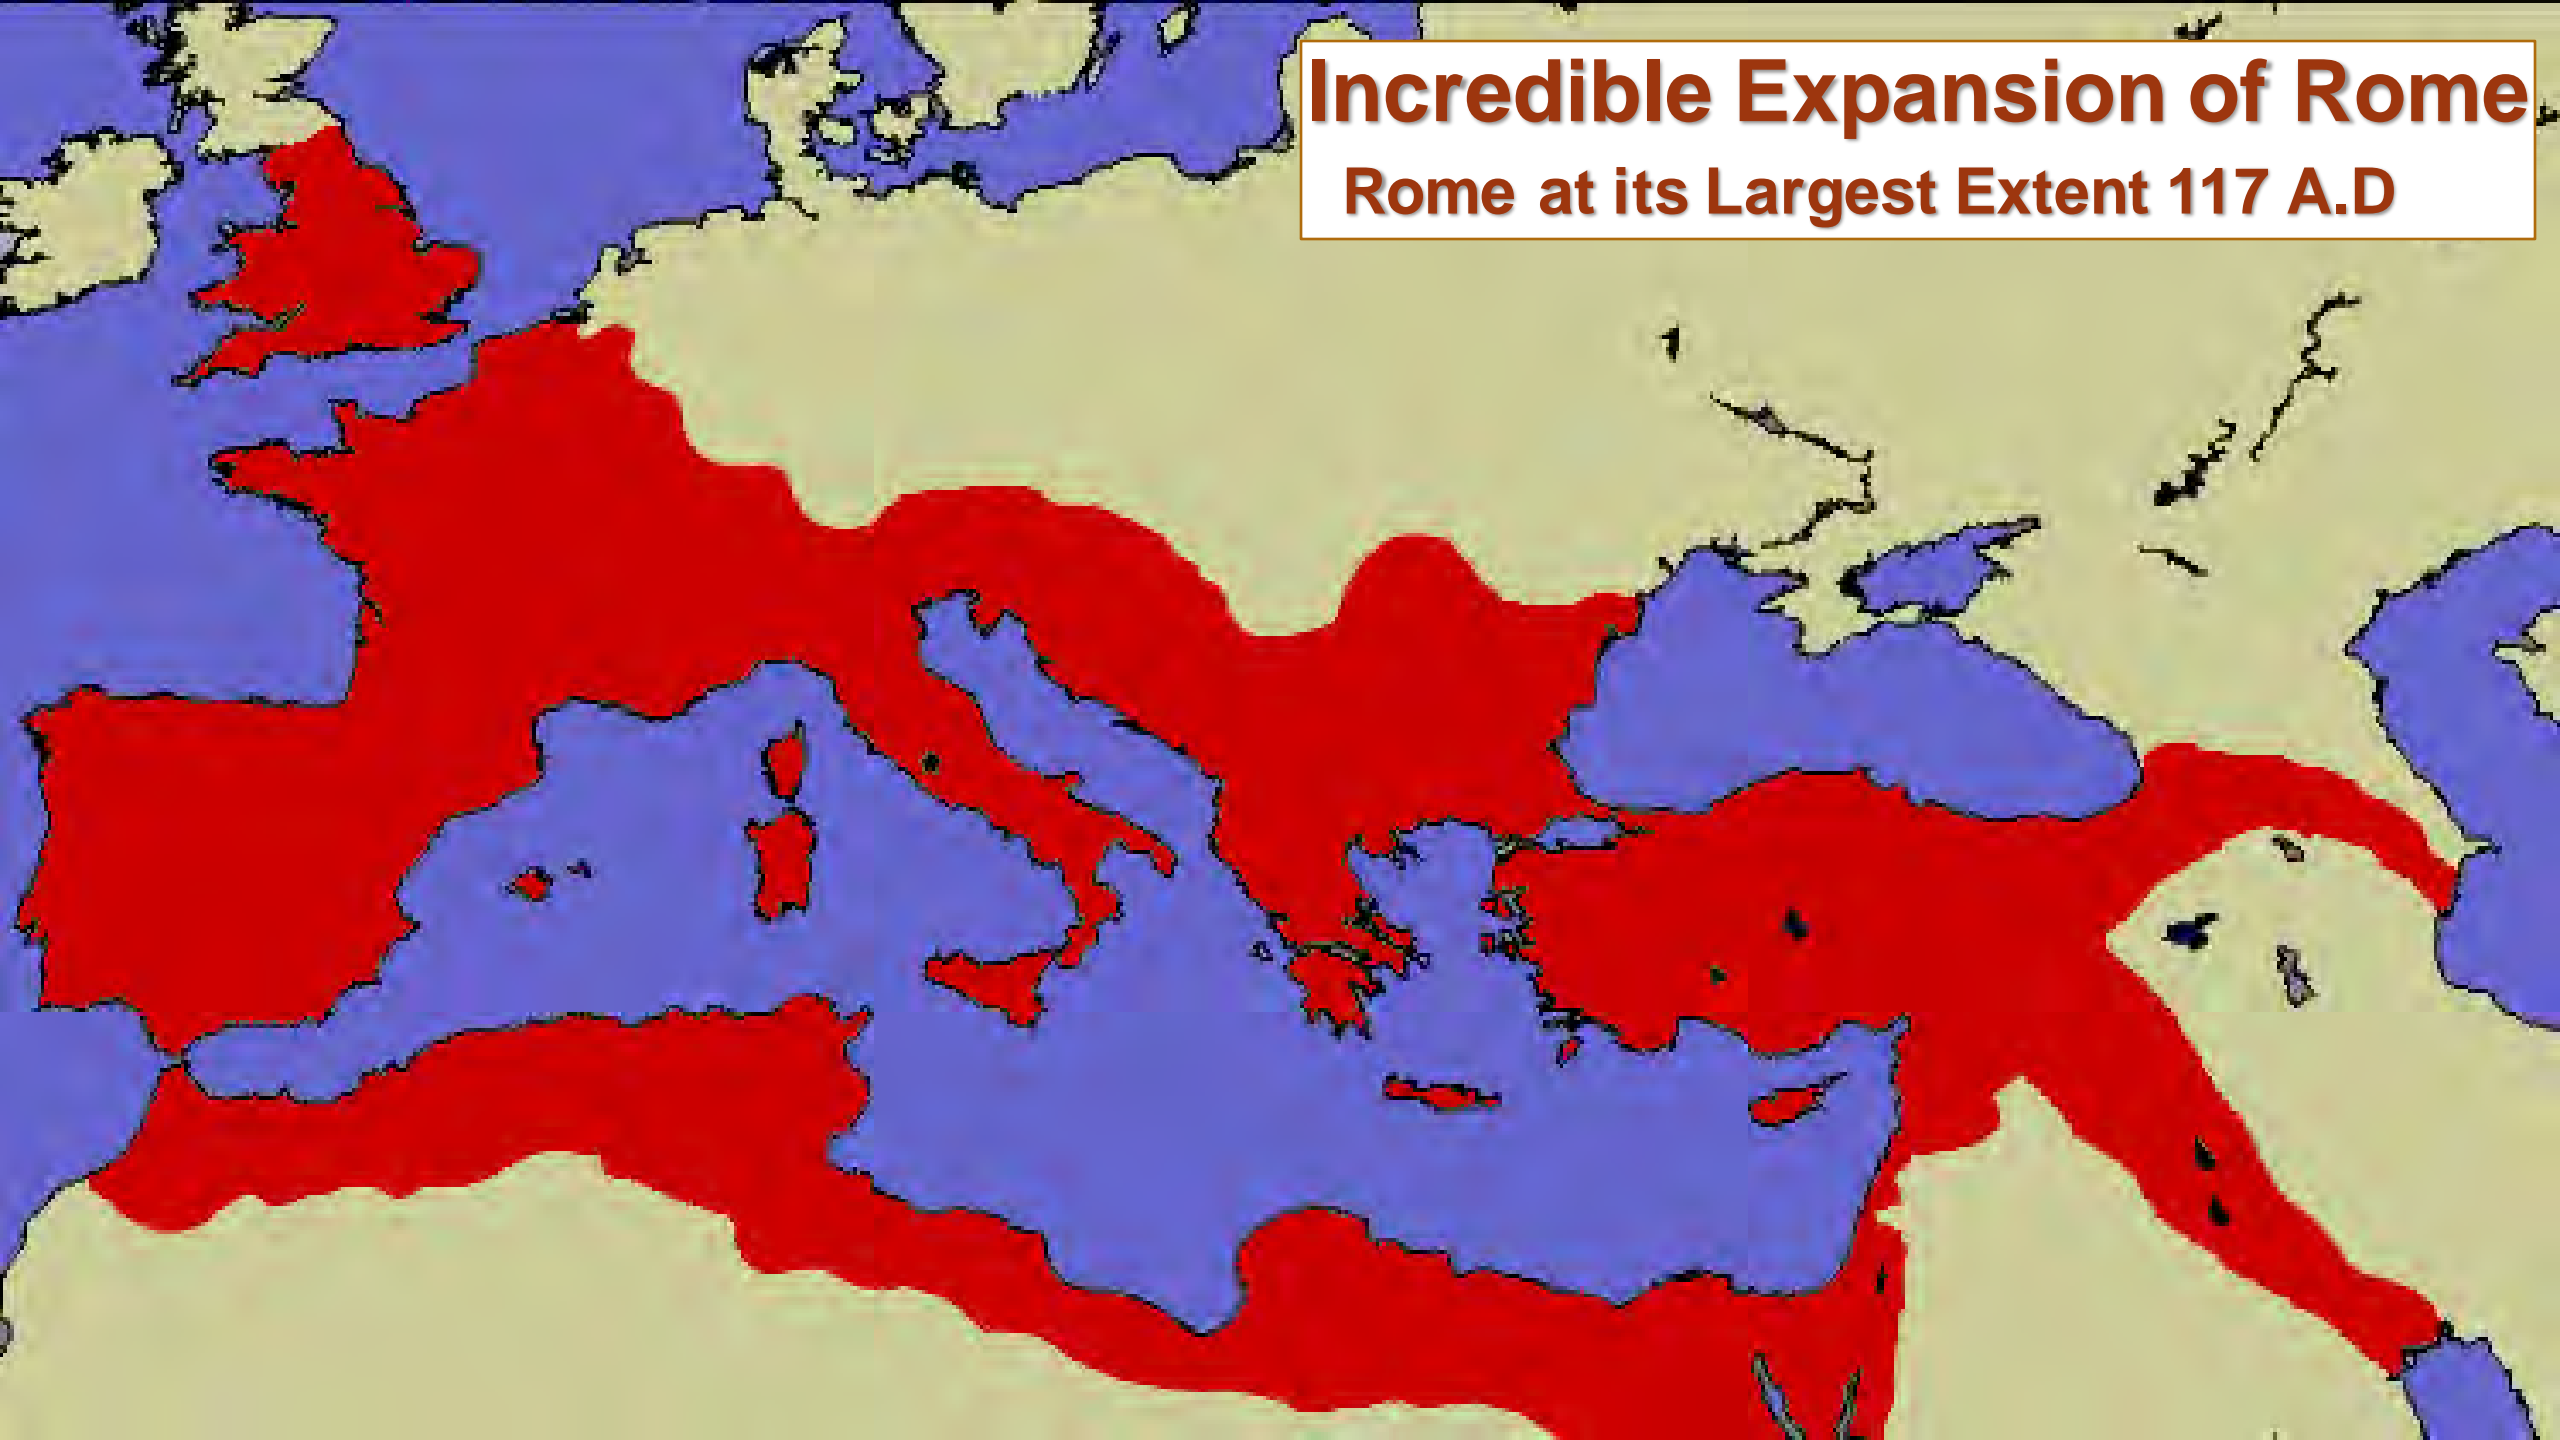 Incredible Expansion of Rome
Rome at its Largest Extent 117 A.D